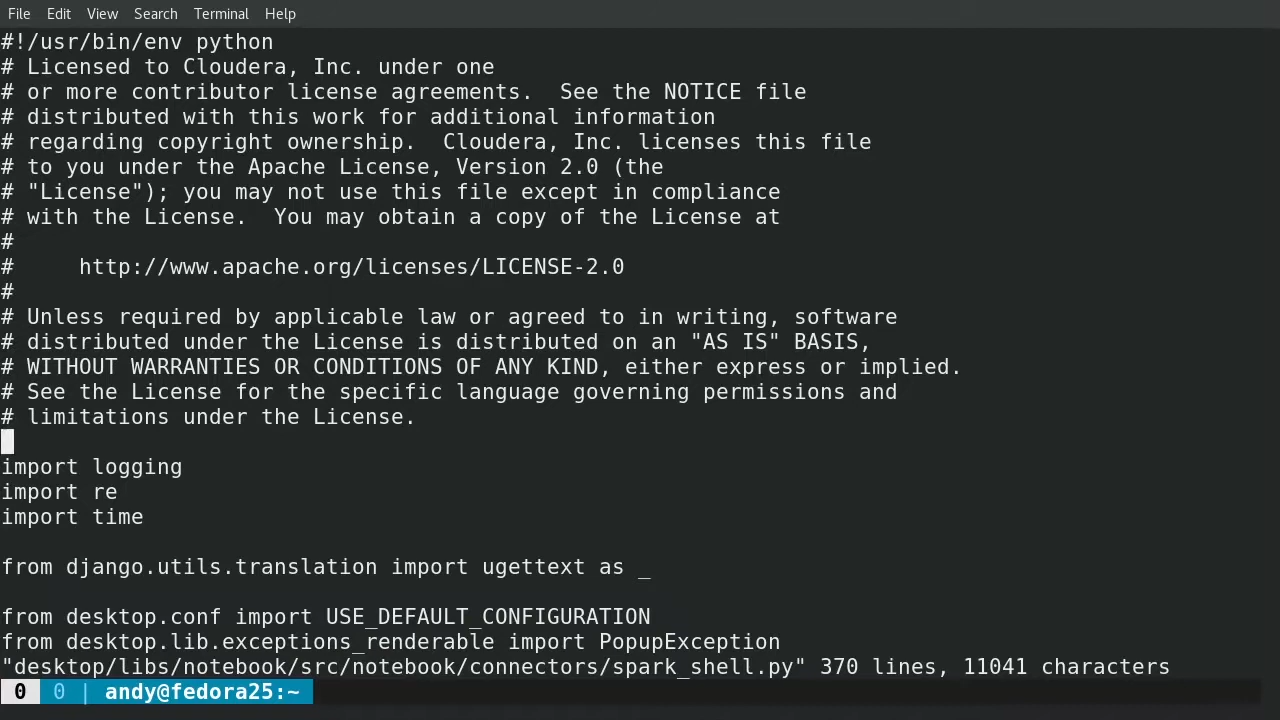 File Edit View Search Terminal Help
#!/usr/bin/env python
# Licensed to Cloudera, Inc. under one
# or more contributor license agreements.  See the NOTICE file
# distributed with this work for additional information
# regarding copyright ownership.  Cloudera, Inc. licenses this file
# to you under the Apache License, Version 2.0 (the
# "License"); you may not use this file except in compliance
# with the License.  You may obtain a copy of the License at
#
#     http://www.apache.org/licenses/LICENSE-2.0
#
# Unless required by applicable law or agreed to in writing, software
# distributed under the License is distributed on an "AS IS" BASIS,
# WITHOUT WARRANTIES OR CONDITIONS OF ANY KIND, either express or implied.
# See the License for the specific language governing permissions and
# limitations under the License.
import logging
import re
import time
from django.utils.translation import ugettext as _
from desktop.conf import USE_DEFAULT_CONFIGURATION
from desktop.lib.exceptions_renderable import PopupException
"desktop/libs/notebook/src/notebook/connectors/spark_shell.py" 370 lines, 11041 characters
0 0 | andy@fedora25:~